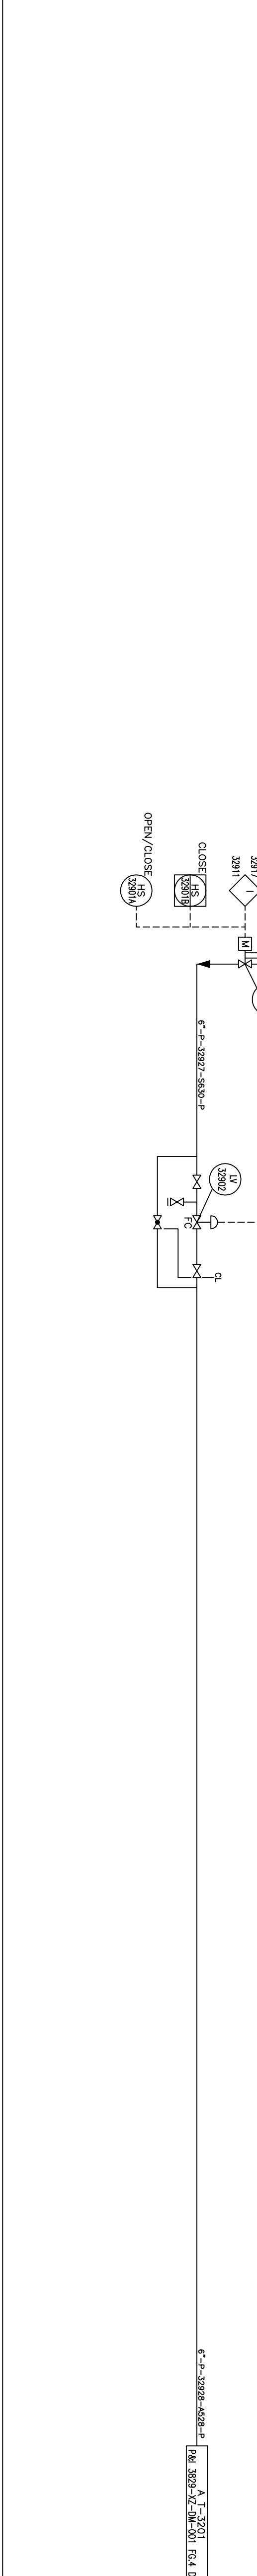 OPEN/CLOSE
HS
32901A
CLOSE
HS
32901B
32917
32911
I
M
6"-P-32927-S630-P
LV
32902
FC
CL
6"-P-32928-A528-P
A T-3201
P&I 3829-XZ-DM-001 FG.4 D